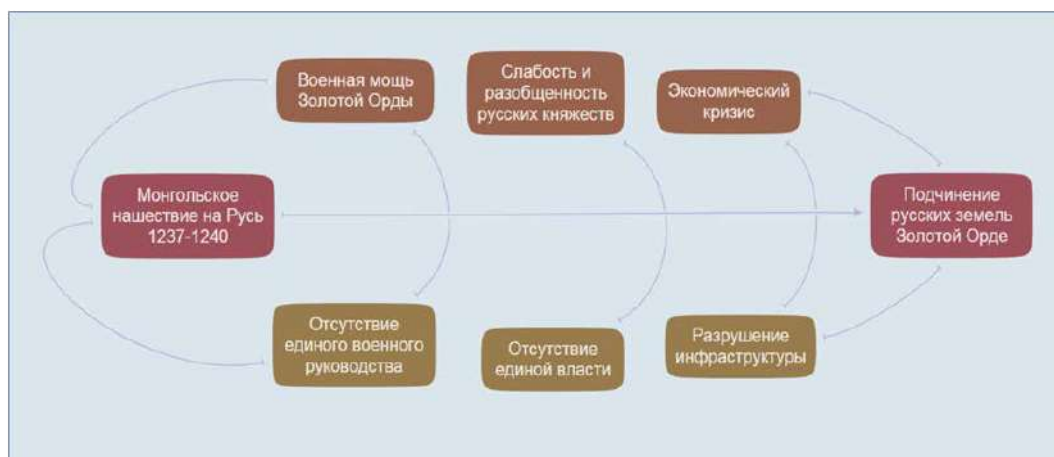 Военная мощь
Золотой Орды
Слабость и
разобщенность
русских княжеств
Экономический
кризис
Монгольское
нашествие на Русь
1237-1240
Подчинение
русских земель
Золотой Орде
Отсутствие
единого военного
руководства
Отсутствие
единой власти
Разрушение
инфраструктуры